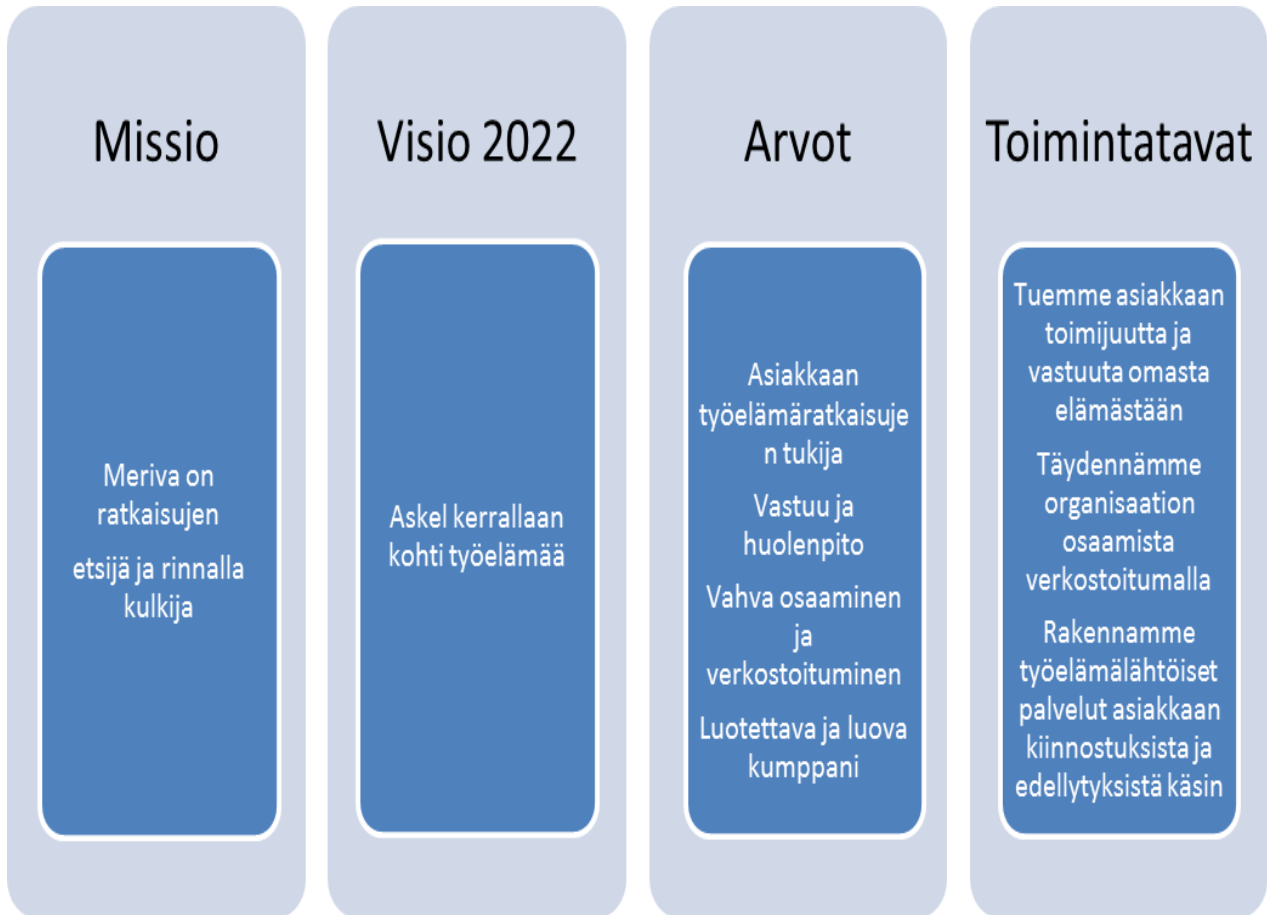 Missio
Meriva on
ratkaisujen
etsijä ja rinnalla
kulkija
Visio 2022
Askel kerrallaan
kohti työelämää
Arvot
Asiakkaan
työelämäratkaisuje
n tukija
Vastuu ja
huolenpito
Vahva osaaminen
ja
verkostoituminen
Luotettava ja luova
kumppani
Toimintatavat
Tuemme asiakkaan
toimijuutta ja
vastuuta omasta
elämästään
Täydennämme
organisaation
osaamista
verkostoitumalla
Rakennamme
työelämälähtöiset
palvelut asiakkaan
kiinnostuksista ja
edellytyksistä käsin